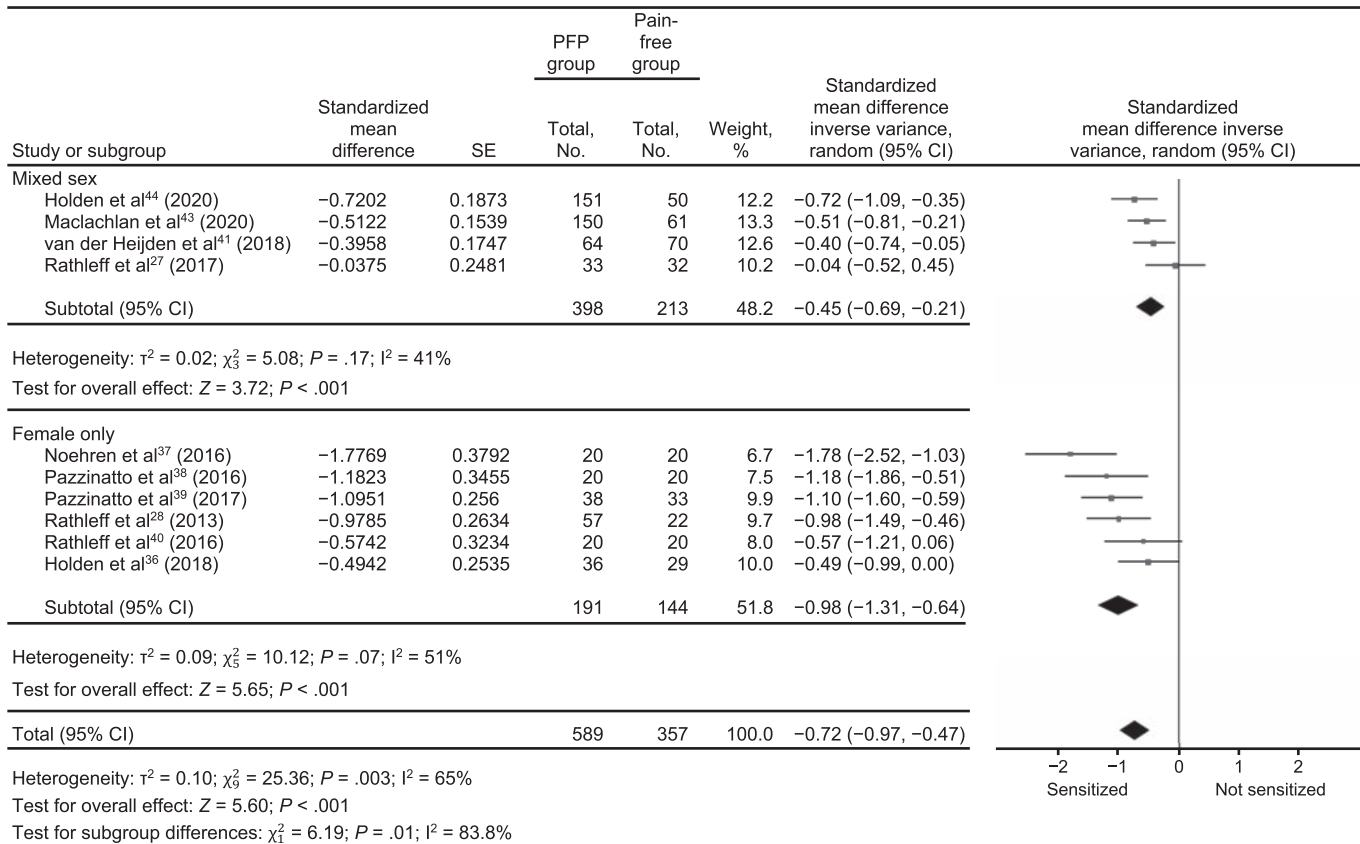 Study or subgroup Standardized mean difference SE PFP group Total, No. Pain-free group Total, No. Weight, % Standardized mean difference inverse variance, random (95% CI) Standardized mean difference inverse variance, random (95% CI)
Mixed sex
Holden et al44 (2020) −0.7202 0.1873 151 50 12.2 −0.72 (−1.09, −0.35)
Maclachlan et al43 (2020) −0.5122 0.1539 150 61 13.3 −0.51 (−0.81, −0.21)
van der Heijden et al41 (2018) −0.3958 0.1747 64 70 12.6 −0.40 (−0.74, −0.05)
Rathleff et al27 (2017) −0.0375 0.2481 33 32 10.2 −0.04 (−0.52, 0.45)
Subtotal (95% CI) 398 213 48.2 −0.45 (−0.69, −0.21)
Heterogeneity: τ2 = 0.02; χ23 = 5.08; P = .17; I2 = 41%
Test for overall effect: Z = 3.72; P < .001
Female only
Noehren et al37 (2016) −1.7769 0.3792 20 20 6.7 −1.78 (−2.52, −1.03)
Pazzinatto et al38 (2016) −1.1823 0.3455 20 20 7.5 −1.18 (−1.86, −0.51)
Pazzinatto et al39 (2017) −1.0951 0.256 38 33 9.9 −1.10 (−1.60, −0.59)
Rathleff et al28 (2013) −0.9785 0.2634 57 22 9.7 −0.98 (−1.49, −0.46)
Rathleff et al40 (2016) −0.5742 0.3234 20 20 8.0 −0.57 (−1.21, 0.06)
Holden et al36 (2018) −0.4942 0.2535 36 29 10.0 −0.49 (−0.99, 0.00)
Subtotal (95% CI) 191 144 51.8 −0.98 (−1.31, −0.64)
Heterogeneity: τ2 = 0.09; χ25 = 10.12; P = .07; I2 = 51%
Test for overall effect: Z = 5.65; P < .001
Total (95% CI) 589 357 100.0 −0.72 (−0.97, −0.47)
−2 −1 0 1 2
Sensitized Not sensitized
Heterogeneity: τ2 = 0.10; χ29 = 25.36; P = .003; I2 = 65%
Test for overall effect: Z = 5.60; P < .001
Test for subgroup differences: χ21 = 6.19; P = .01; I2 = 83.8%